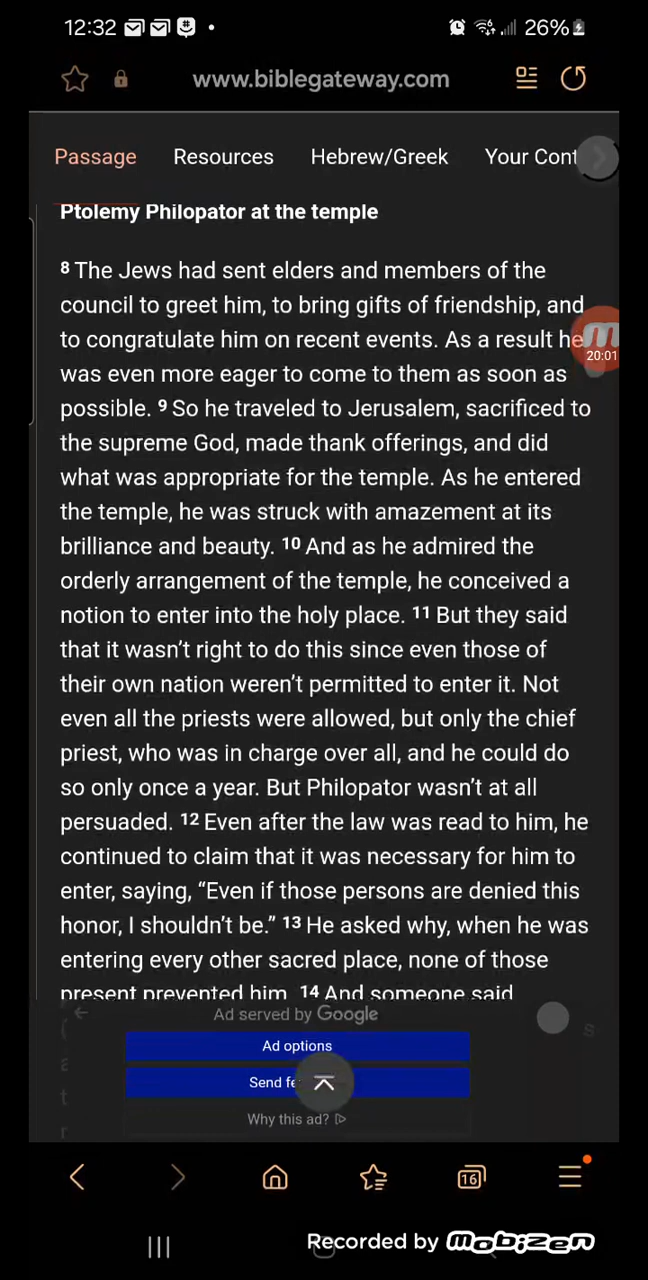 12:32
26%
www.biblegateway.com
Passage Resources Hebrew/Greek Your Cont
Ptolemy Philopator at the temple
8 The Jews had sent elders and members of the
council to greet him, to bring gifts of friendship, and
to congratulate him on recent events. As a result he
20:01
was even more eager to come to them as soon as
possible. 9 So he traveled to Jerusalem, sacrificed to
the supreme God, made thank offerings, and did
what was appropriate for the temple. As he entered
the temple, he was struck with amazement at its
brilliance and beauty. 10 And as he admired the
orderly arrangement of the temple, he conceived a
notion to enter into the holy place. 11 But they said
that it wasn’t right to do this since even those of
their own nation weren’t permitted to enter it. Not
even all the priests were allowed, but only the chief
priest, who was in charge over all, and he could do
so only once a year. But Philopator wasn’t at all
persuaded. 12 Even after the law was read to him, he
continued to claim that it was necessary for him to
enter, saying, “Even if those persons are denied this
honor, I shouldn’t be.” 13 He asked why, when he was
entering every other sacred place, none of those
present prevented him. 14 And someone said
Ad served by Google
Ad options
Send
Why this ad?
16
Recorded by mobizen